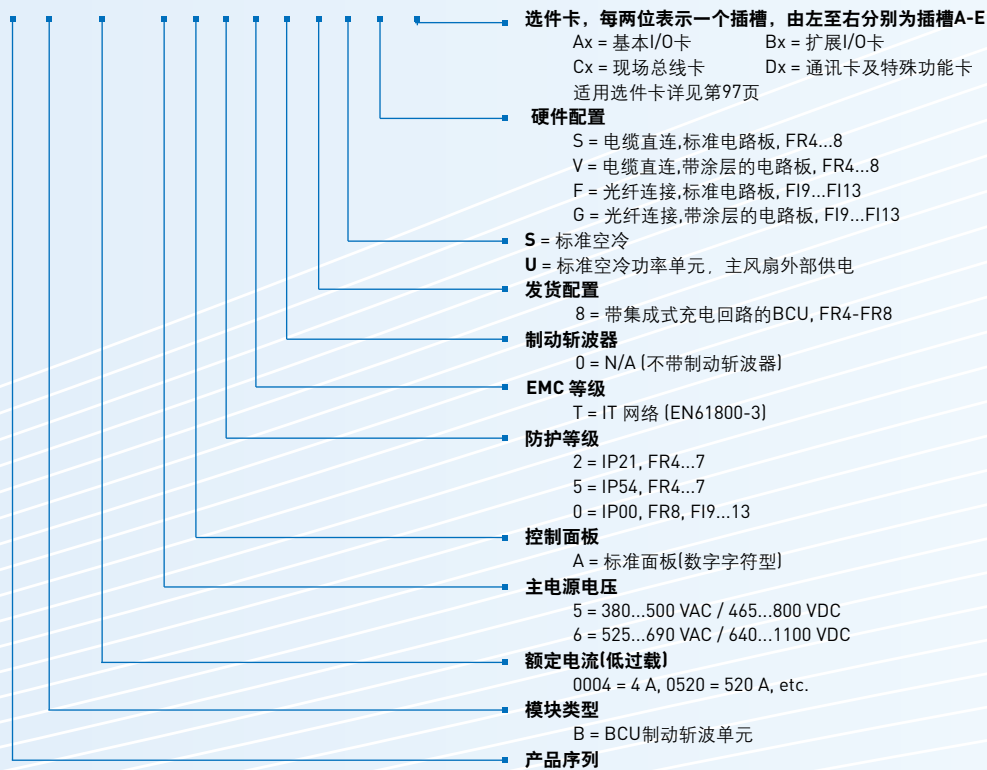 选件卡，每两位表示一个插槽，由左至右分别为插槽A-E
Ax = 基本I/O卡 Bx = 扩展I/O卡
Cx = 现场总线卡 Dx = 通讯卡及特殊功能卡
适用选件卡详见第97页
硬件配置
S = 电缆直连,标准电路板, FR4...8
V = 电缆直连,带涂层的电路板, FR4...8
F = 光纤连接,标准电路板, FI9...FI13
G = 光纤连接,带涂层的电路板, FI9...FI13
S = 标准空冷
U = 标准空冷功率单元，主风扇外部供电
发货配置
8 = 带集成式充电回路的BCU, FR4-FR8
制动斩波器
0 = N/A (不带制动斩波器)
EMC 等级
T = IT 网络 (EN61800-3)
防护等级
2 = IP21, FR4...7
5 = IP54, FR4...7
0 = IP00, FR8, FI9...13
控制面板
A = 标准面板(数字字符型)
主电源电压
5 = 380...500 VAC / 465...800 VDC
6 = 525...690 VAC / 640...1100 VDC
额定电流(低过载)
0004 = 4 A, 0520 = 520 A, etc.
模块类型
B = BCU制动斩波单元
产品序列